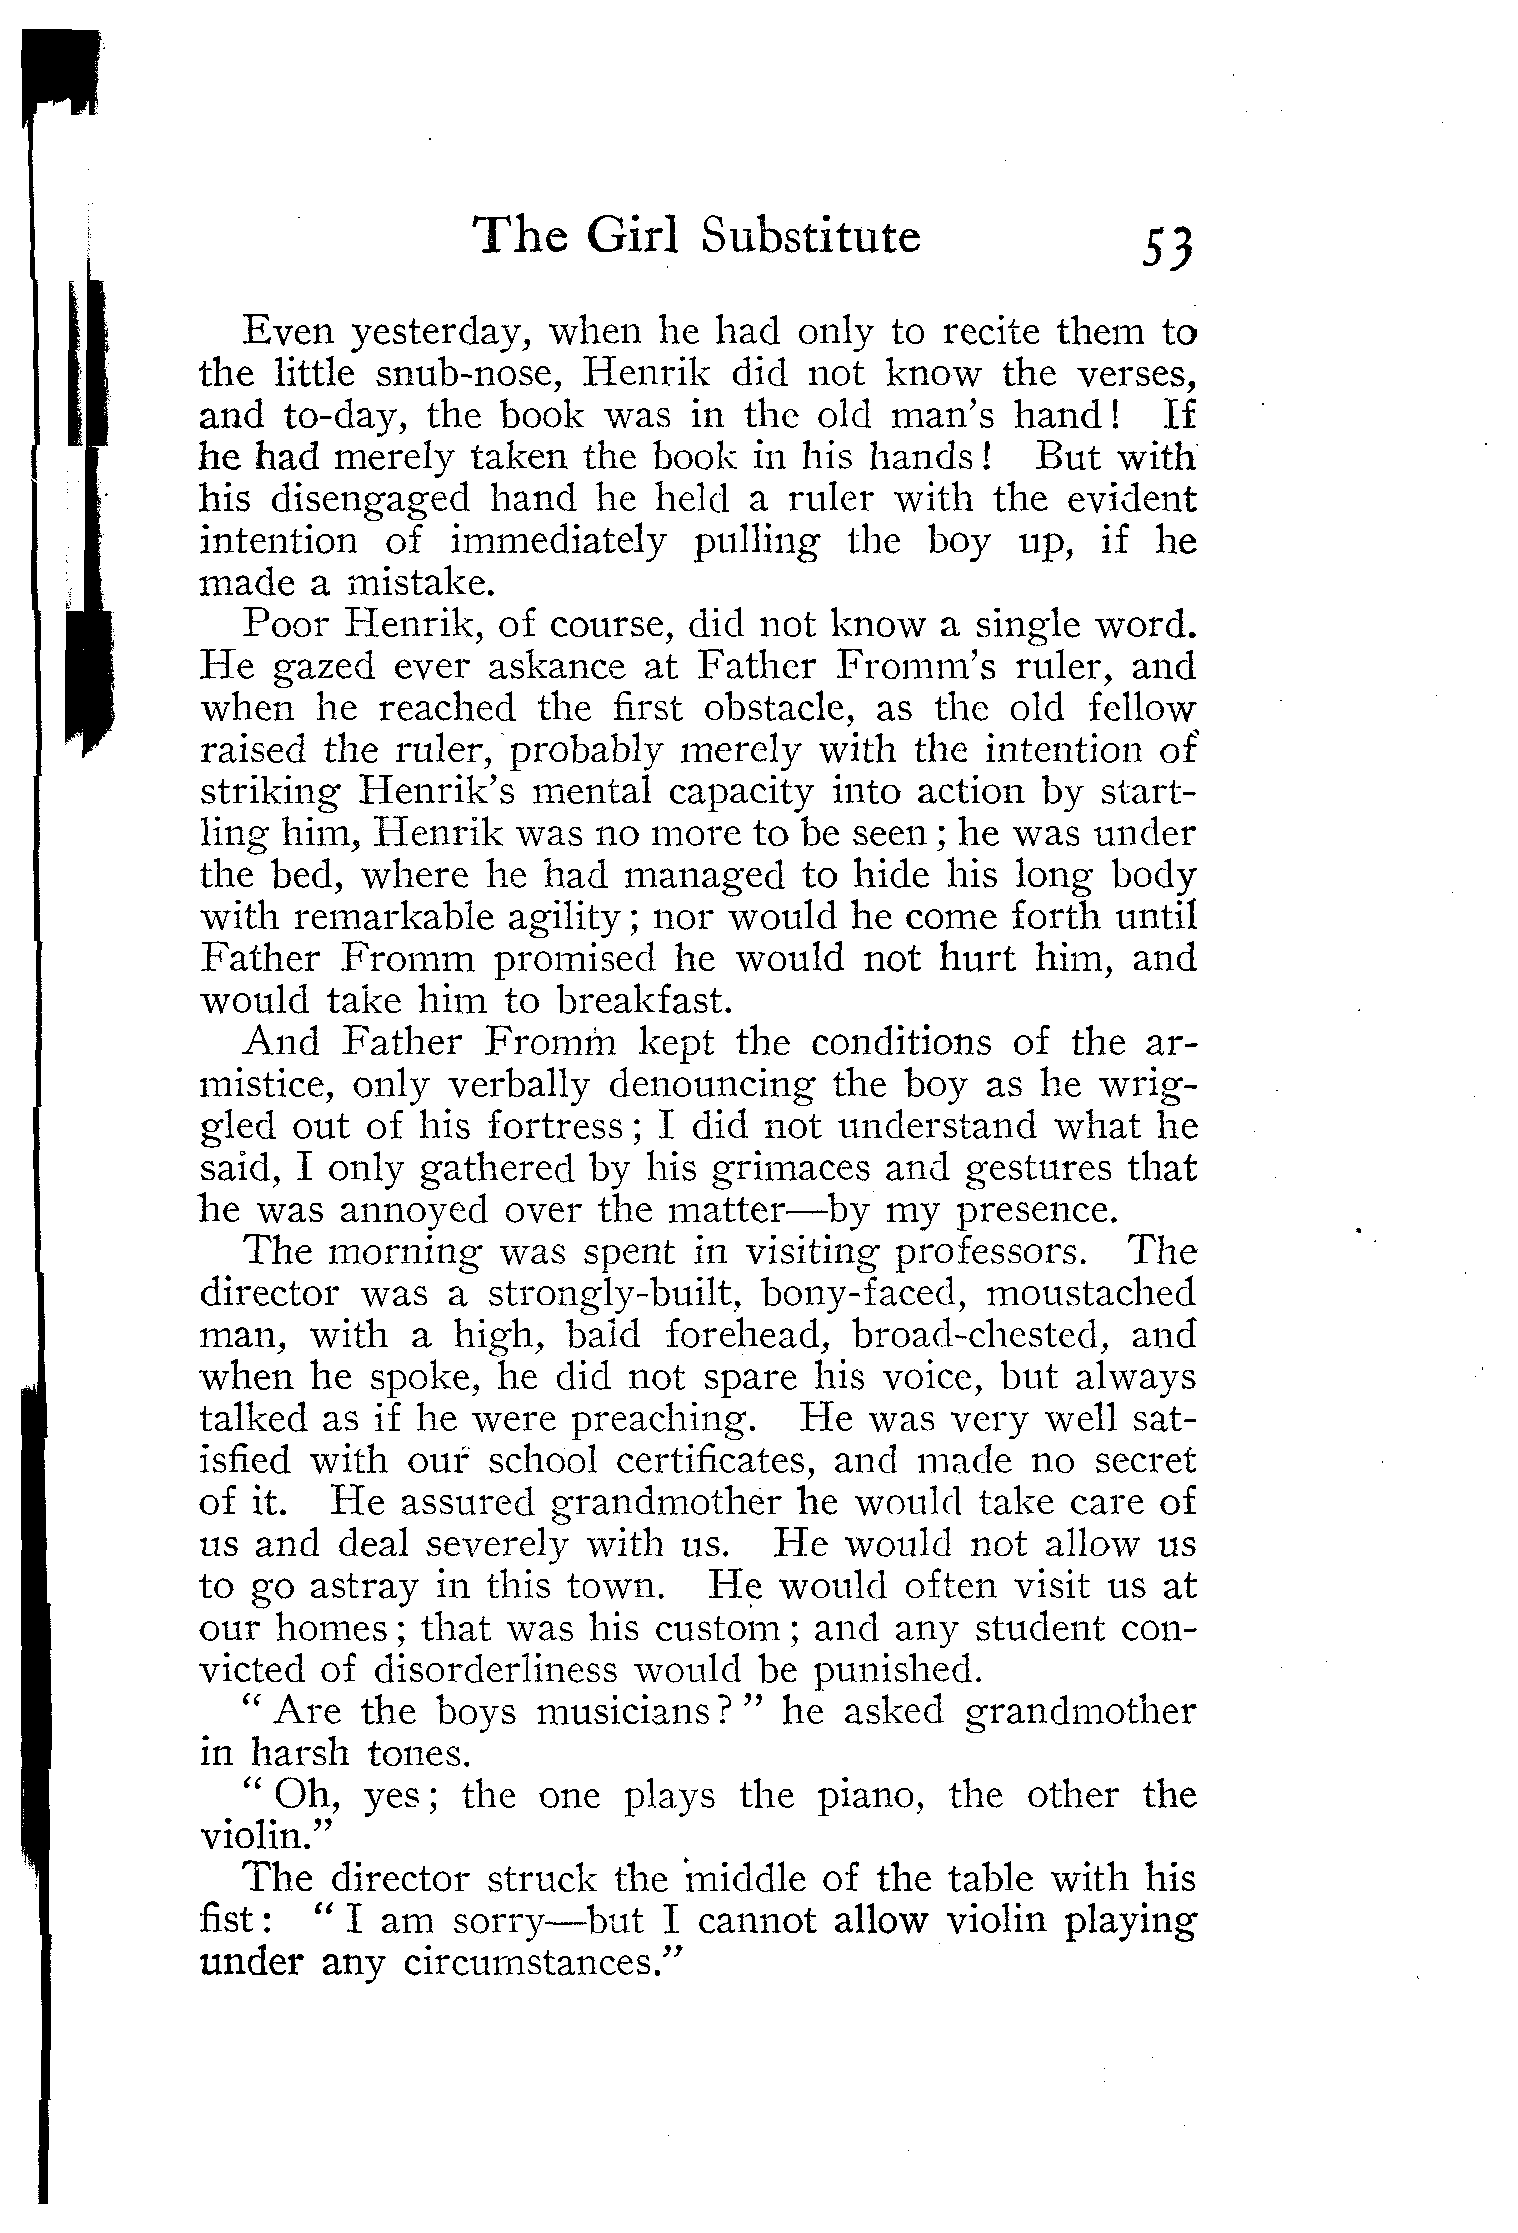 The Girl Substitute 53
Even yesterday, when he had only to recite them to
the little snub-nose, Henrik did not know the verses,
and to-day, the book was in the old man's hand! If
he had merely taken the book in his hands! But with
his disengaged hand he held a ruler with the evident
intention of immediately pulling the boy up, if he
made a mistake.
Poor Henrik, of course, did not know a single word.
He gazed ever askance at Father Fromm's ruler, and
when he reached the first obstacle, as the old fellow
raised the ruler, probably merely with the intention of
striking Henrik's mental capacity into action by start-
ling him, Henrik was no more to be seen; he was under
the bed, where he had managed to hide his long body
with remarkable agility; nor would he come forth until
Father Fromm promised he would not hurt him, and
would take him to breakfast.
And Father Fromm kept the conditions of the ar-
mistice, only verbally denouncing the boy as he wrig-
gled out of his fortress; I did not understand what he
said, I only gathered by his grimaces and gestures that
he was annoyed over the matter—by my presence.
The morning was spent in visiting professors. The
director was a strongly-built, bony-faced, moustached
man, with a high, bald forehead, broad-chested, and
when he spoke, he did not spare his voice, but always
talked as if he were preaching. He was very well sat-
isfied with our school certificates, and made no secret
of it. He assured grandmother he would take care of
us and deal severely with us. He would not allow us
to go astray in this town. He would often visit us at
our homes; that was his custom; and any student con-
victed of disorderliness would be punished.
"Are the boys musicians?" he asked grandmother
in harsh tones.
"Oh, yes; the one plays the piano, the other the
violin."
The director struck the middle of the table with his
fist: "I am sorry—but I cannot allow violin playing
under any circumstances."